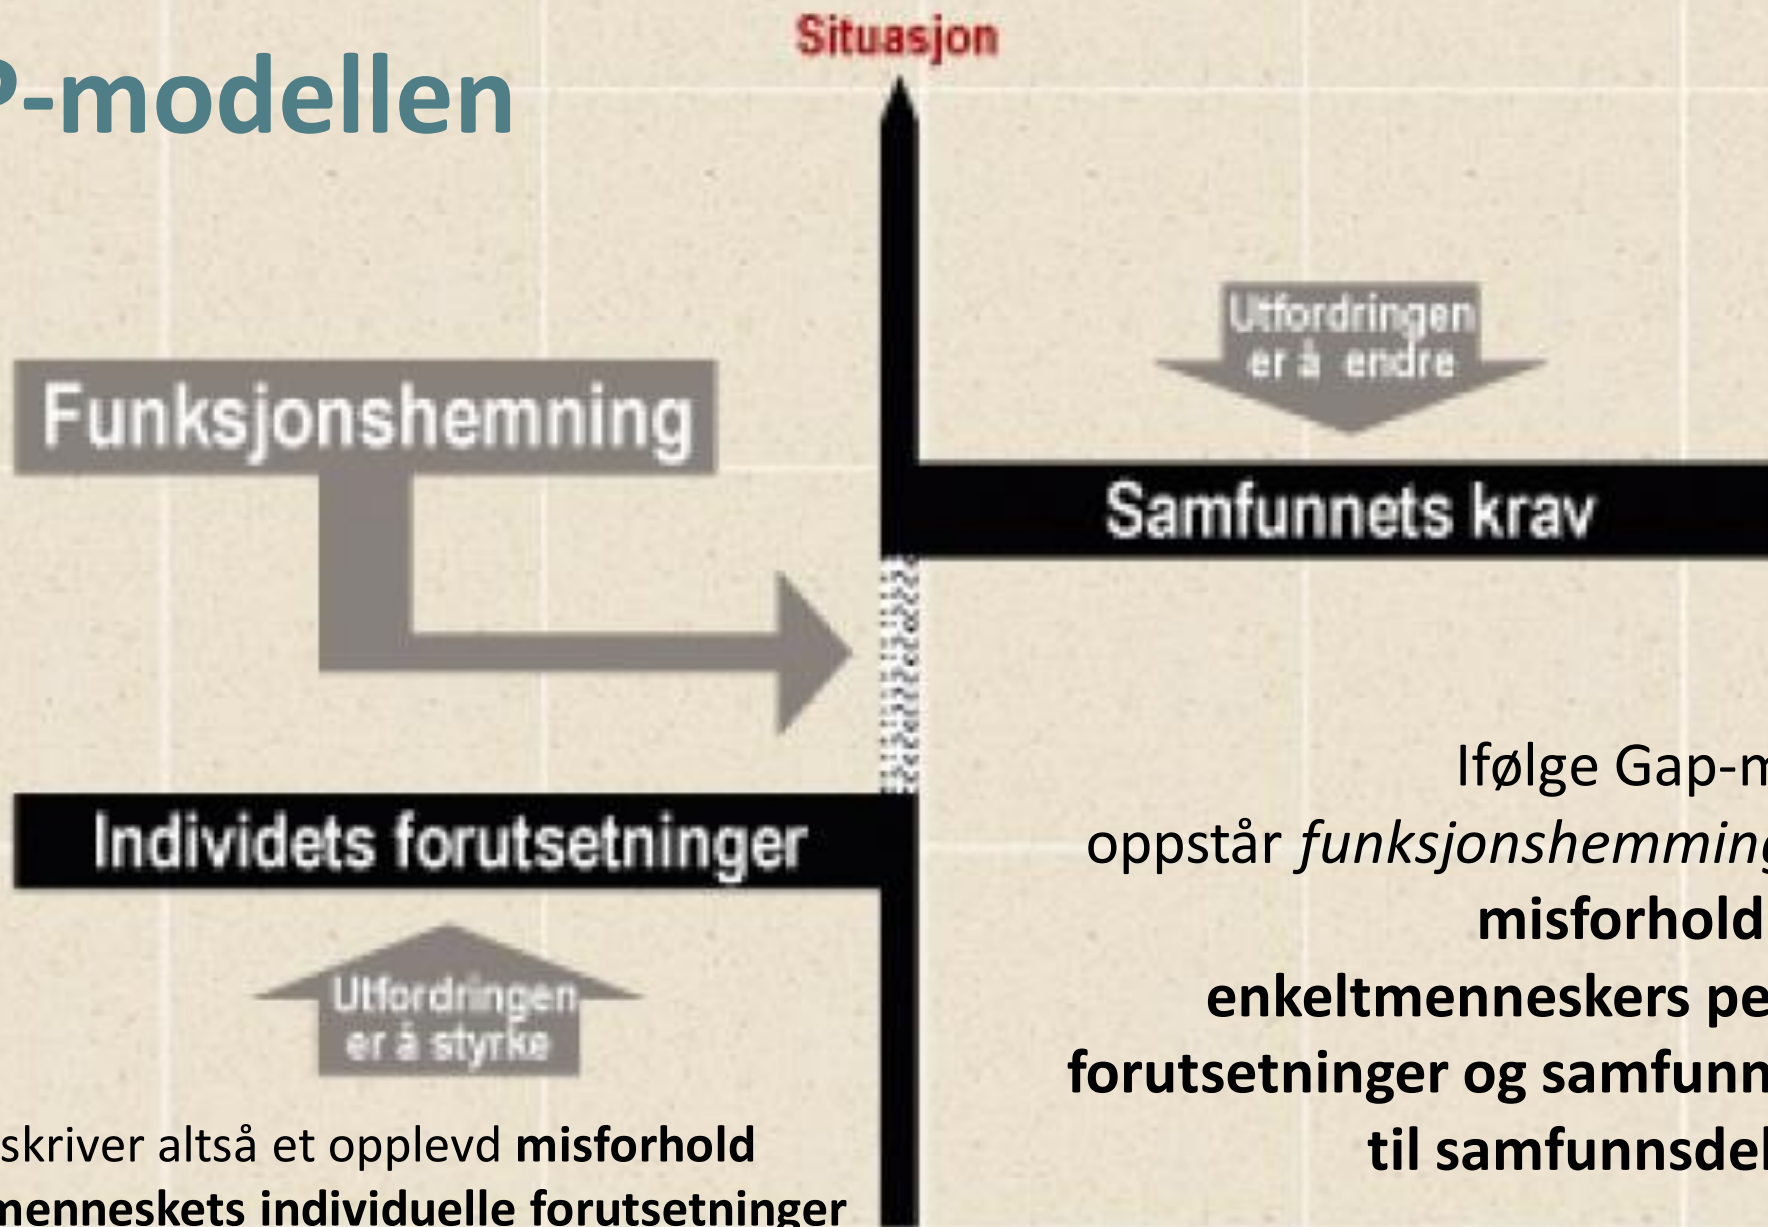 P-modellen
Situasjon
Utfordringen
er å endre
Funksjonshemning
Samfunnets krav
Individets forutsetninger
Utfordringen
er å styrke
Ifølge Gap-m
oppstår funksjonshemming
misforhold
enkeltmenneskers pe
forutsetninger og samfunn
til samfunnsdel
skriver altså et opplevd misforhold
menneskets individuelle forutsetninger